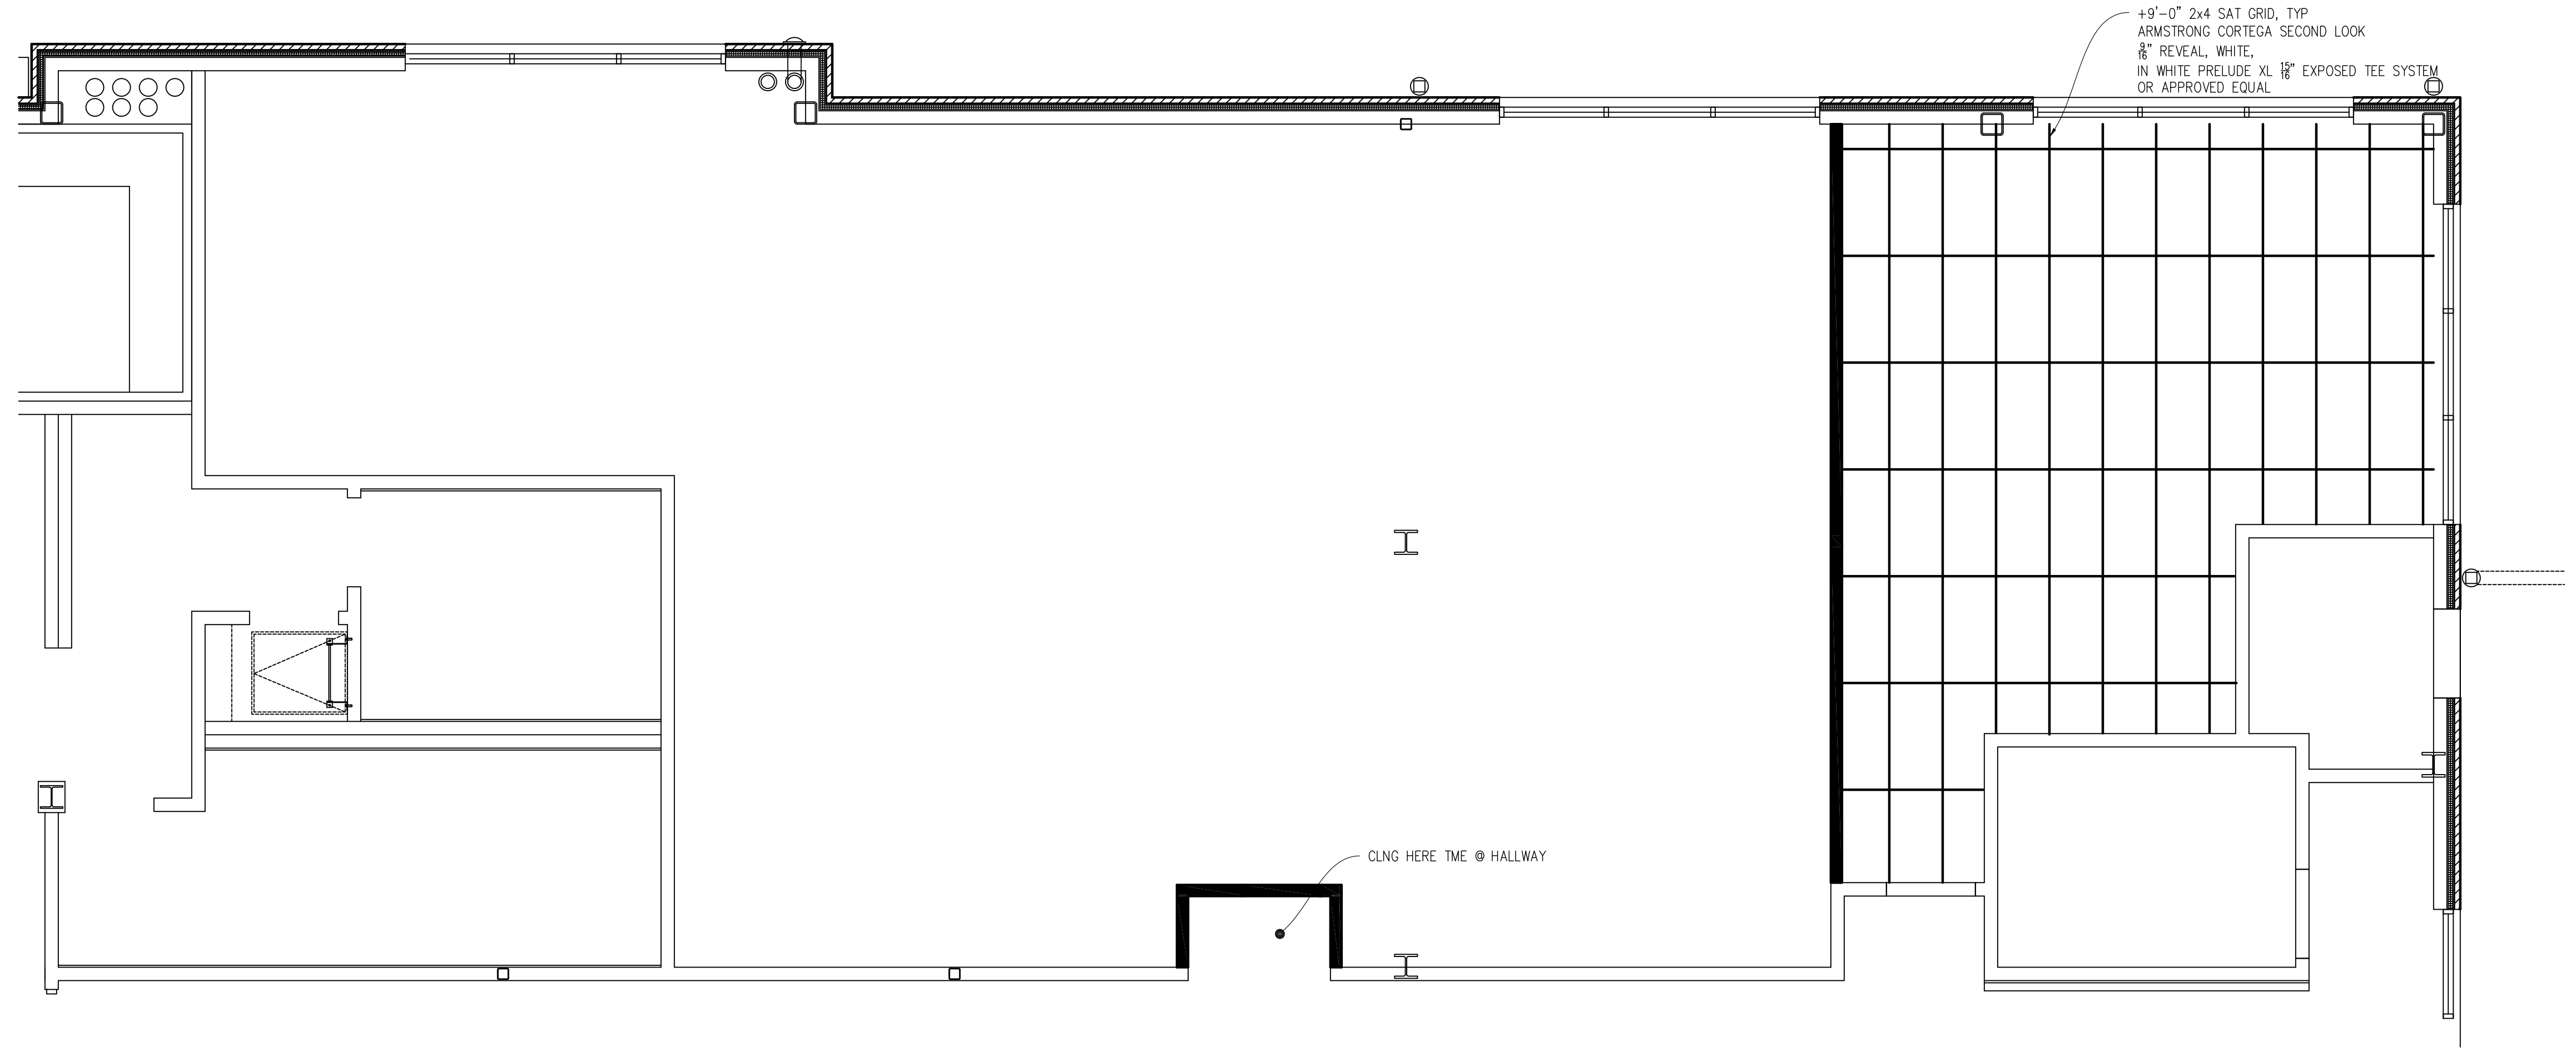 +9'-0" 2x4 SAT GRID, TYP
ARMSTRONG CORTEGA SECOND LOOK
9/16" REVEAL, WHITE,
IN WHITE PRELUDE XL 15/16" EXPOSED TEE SYSTEM
OR APPROVED EQUAL
CLNG HERE TME @ HALLWAY